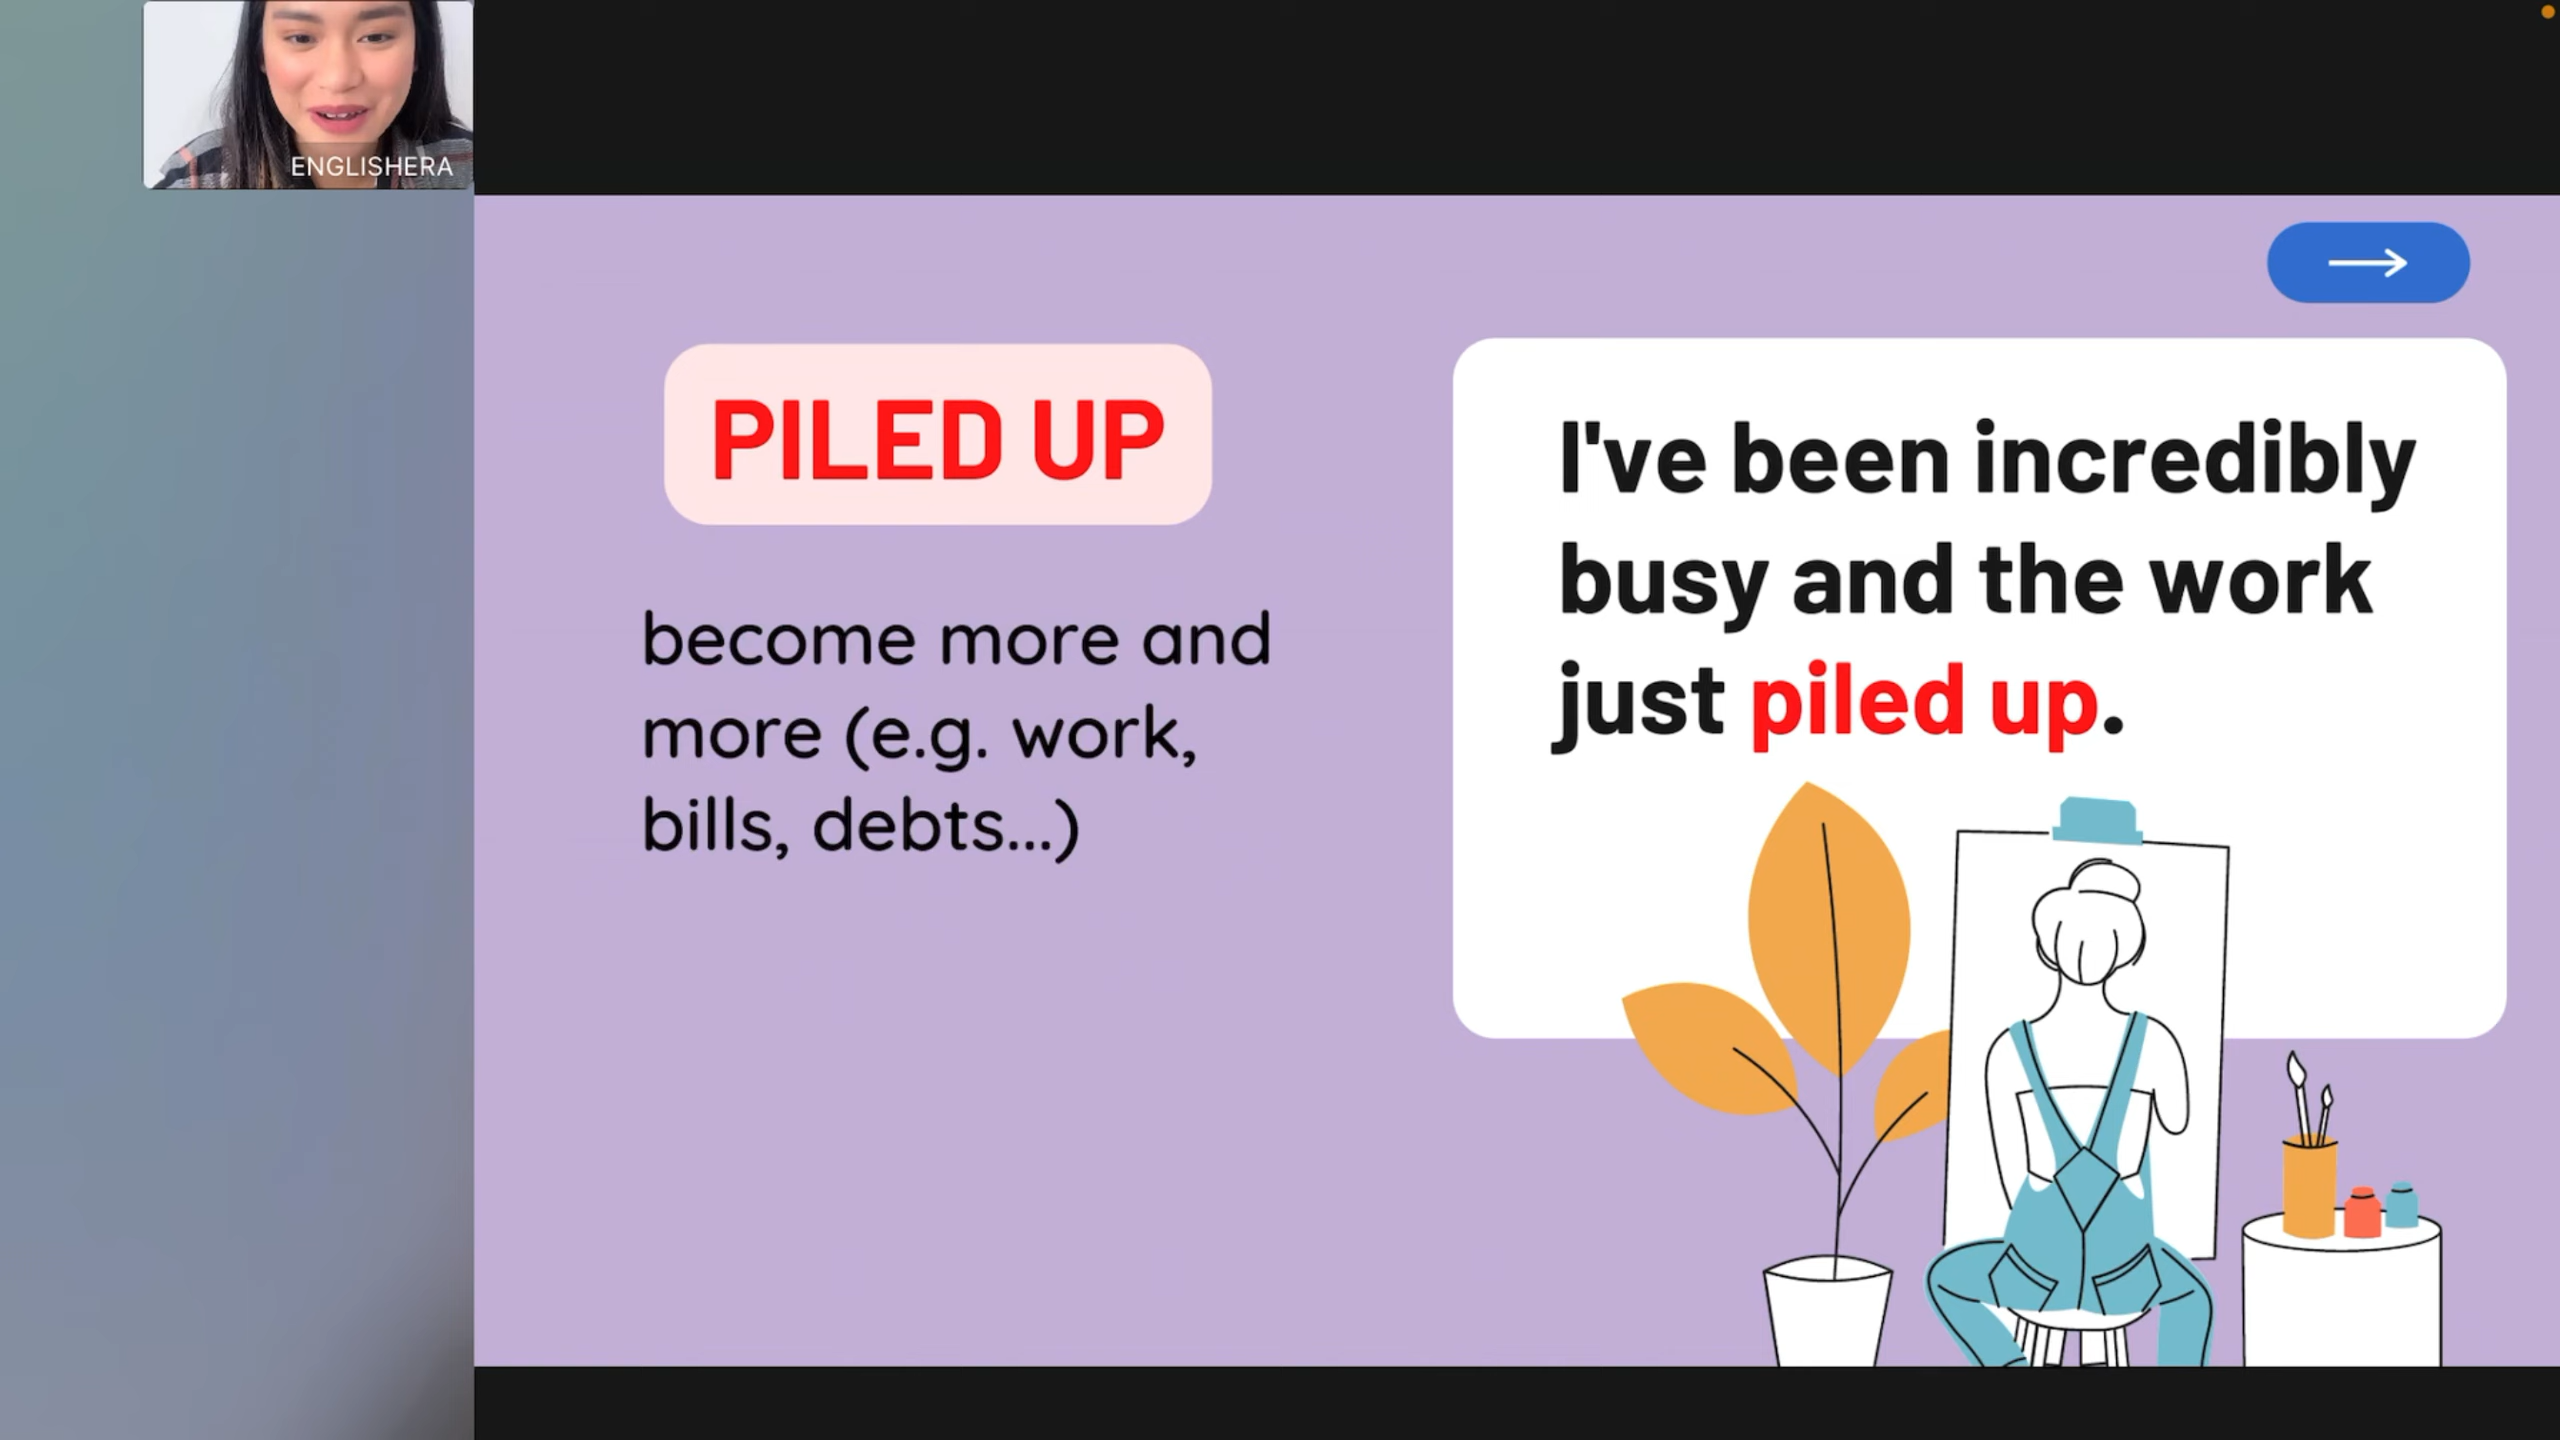 ENGLISHERA
PILED UP
become more and
more (e.g. work,
bills, debts...)
I've been incredibly
busy and the work
just piled up.